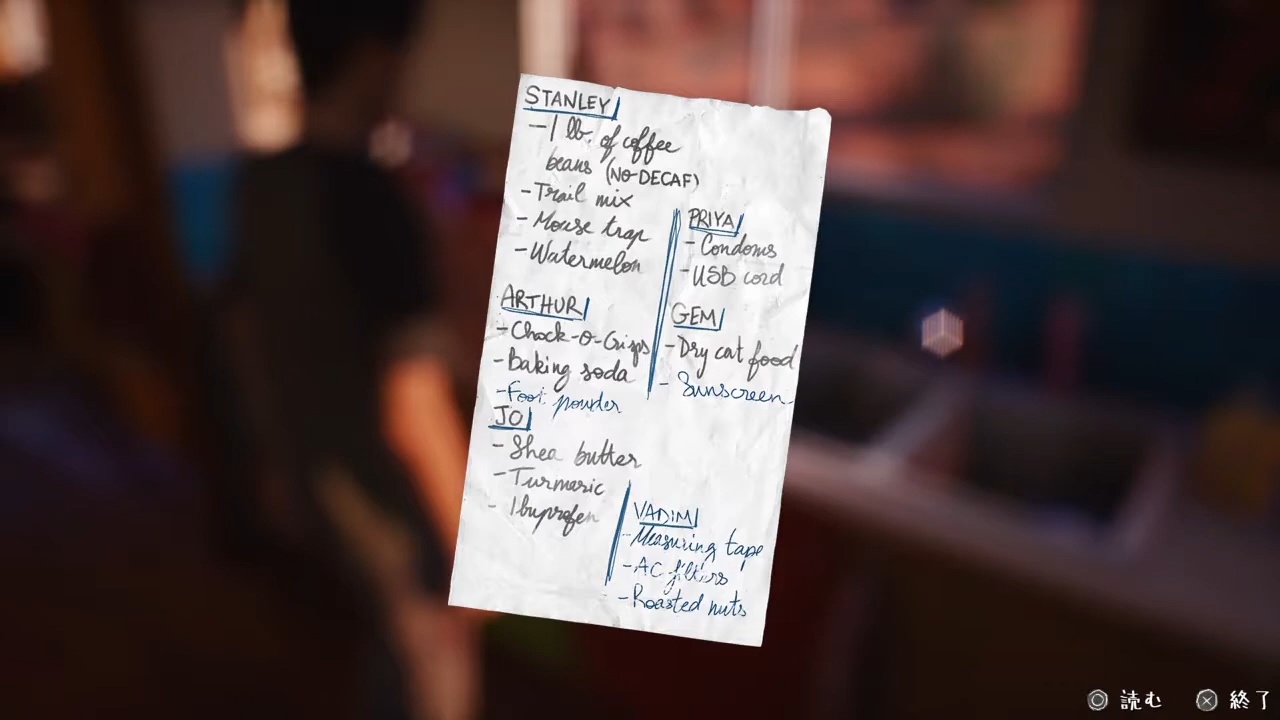 STANLEY
- 1 lb. of coffee
beans (NO DECAF)
- Trail mix
- Mouse trap
- Watermelon
ARTHUR
- Chock-o-Crisps
- Baking soda
- Foot powder
JO
- Shea butter
- Turmaric
- Ibuprofen
PRIYA
- Condoms
- USB cord
GEM
- Dry cat food
- Sunscreen
VADIM
- Measuring tape
- AC filters
- Roasted nuts
読む
終了